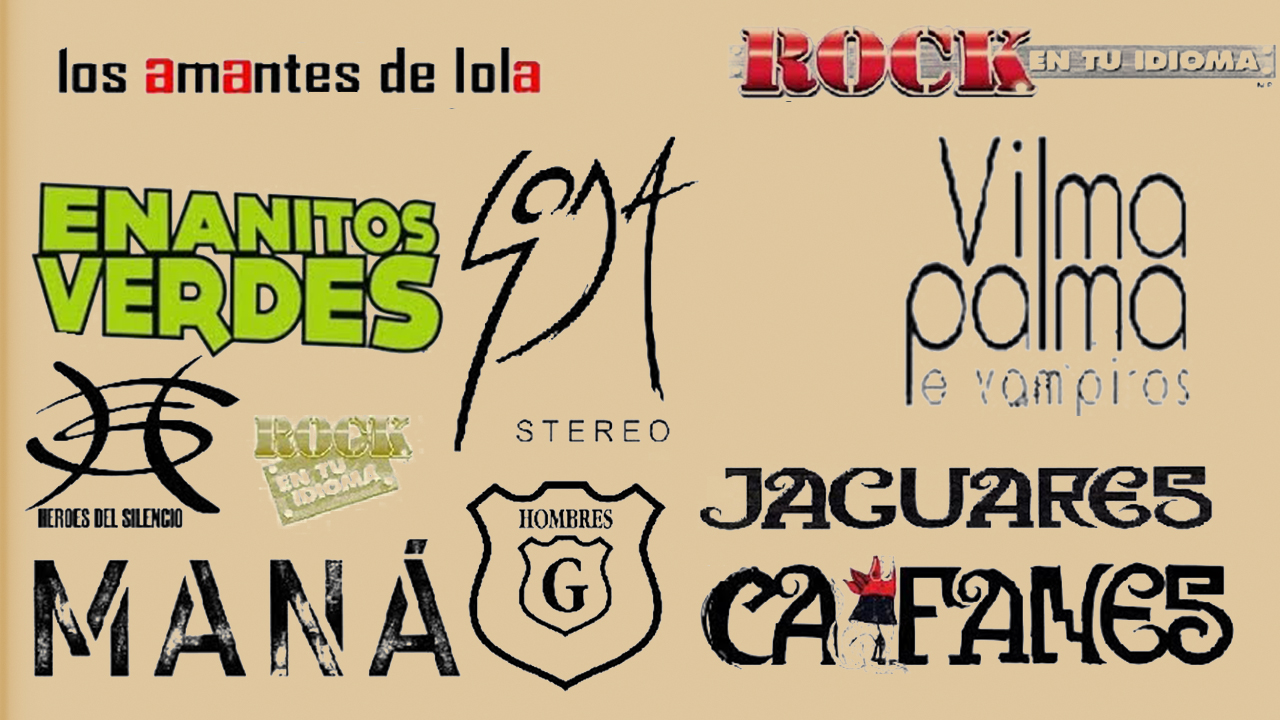 los amantes de lola
ROCK EN TU IDIOMA
ENANITOS
VERDES
SODA
STEREO
Vilma
palma
e vampiros
HEROES DEL SILENCIO
ROCK
EN TU
IDIOMA
HOMBRES
G
JAGUARES
MANÁ
CAIFANES